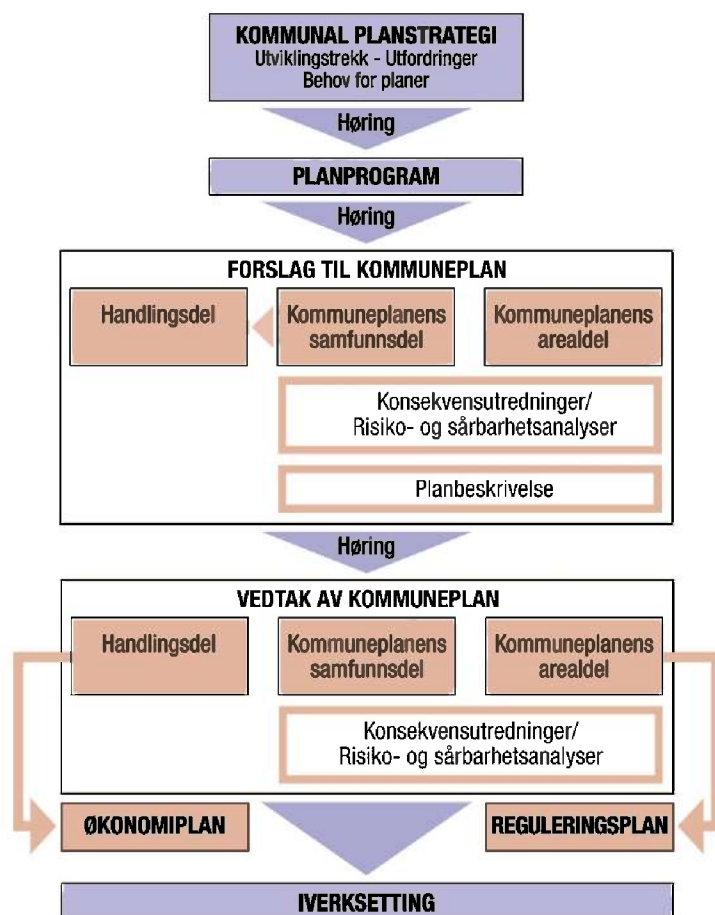 KOMMUNAL PLANSTRATEGI
Utviklingstrekk - Utfordringer
Behov for planer
Høring
PLANPROGRAM
Høring
FORSLAG TIL KOMMUNEPLAN
Handlingsdel
Kommuneplanens
samfunnsdel
Kommuneplanens
arealdel
Konsekvensutredninger/
Risiko- og sårbarhetsanalyser
Planbeskrivelse
Høring
VEDTAK AV KOMMUNEPLAN
Handlingsdel
Kommuneplanens
samfunnsdel
Kommuneplanens
arealdel
Konsekvensutredninger/
Risiko- og sårbarhetsanalyser
ØKONOMIPLAN
REGULERINGSPLAN
IVERKSETTING